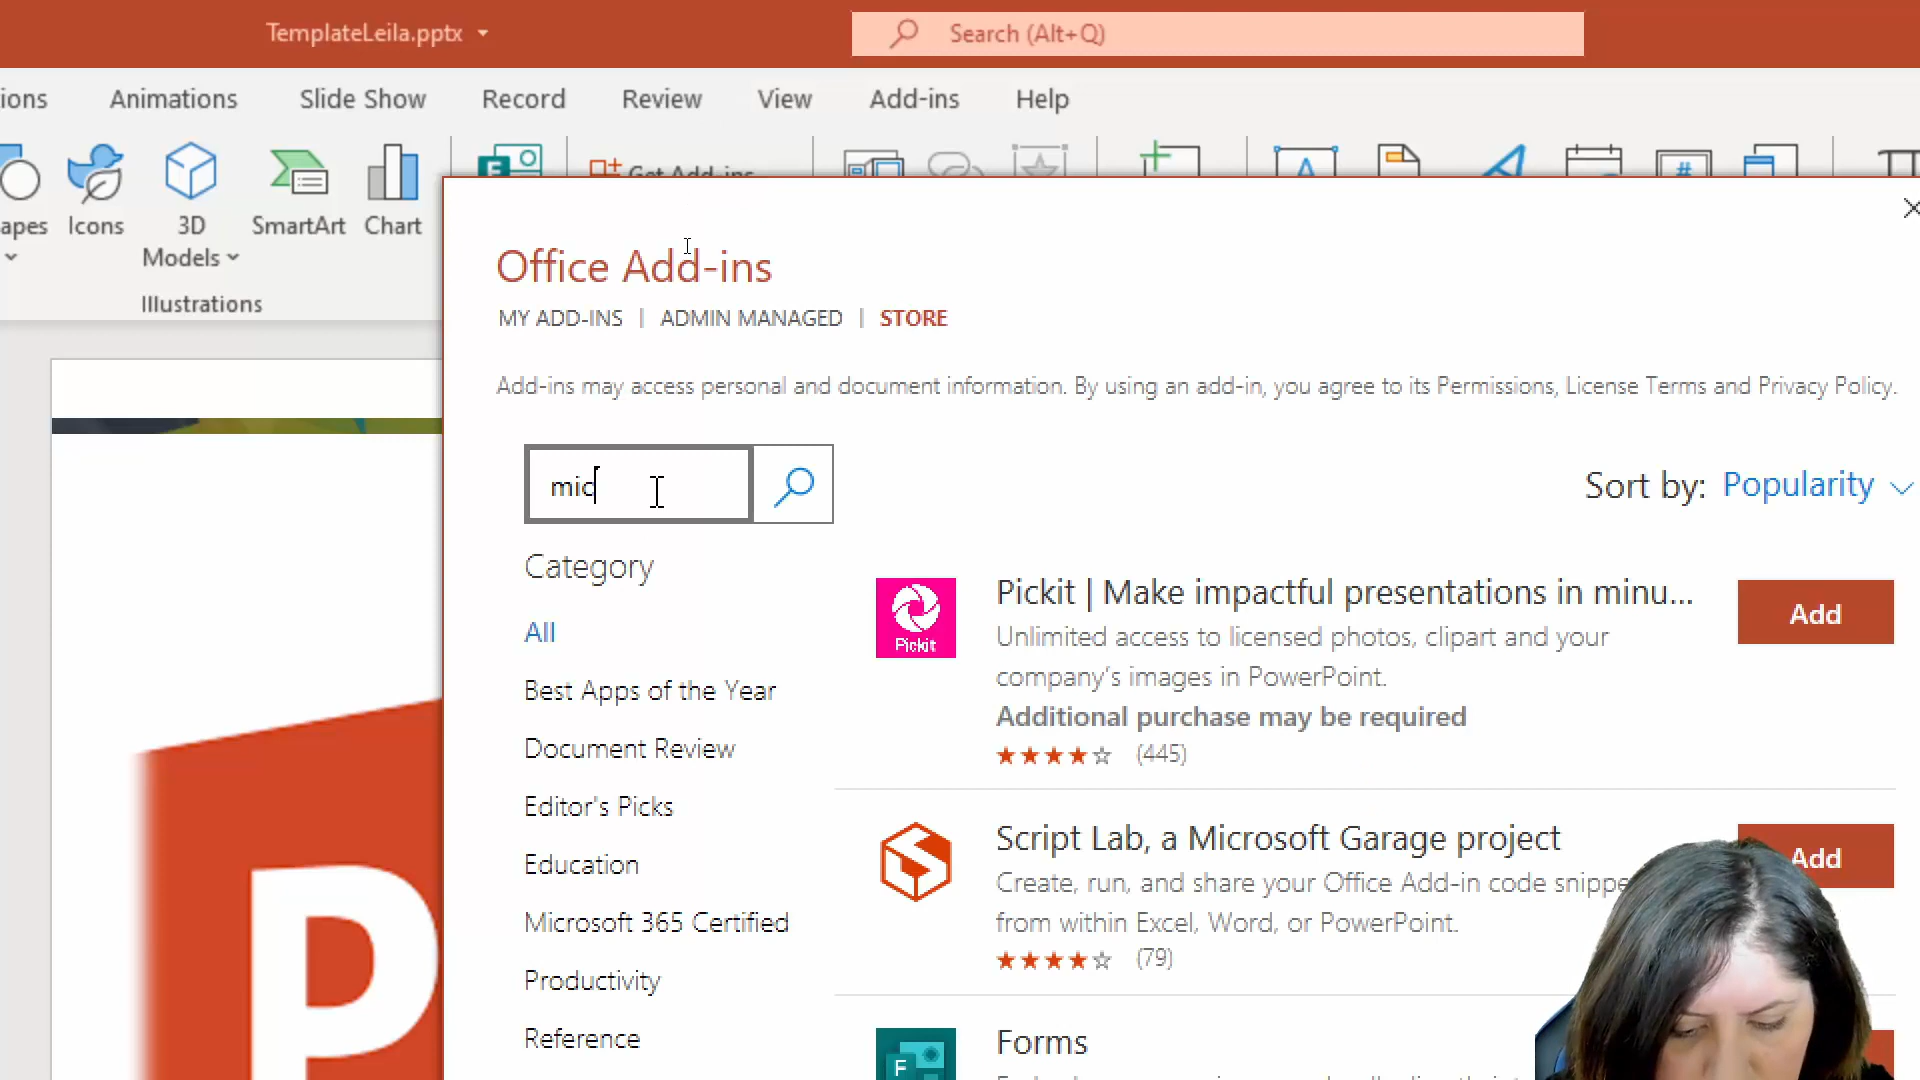 TemplateLeila.pptx
Search (Alt+Q)
ions Animations Slide Show Record Review View Add-ins Help
apes Icons 3D Models SmartArt Chart
Illustrations
Get Add-ins
Office Add-ins
MY ADD-INS | ADMIN MANAGED | STORE
Add-ins may access personal and document information. By using an add-in, you agree to its Permissions, License Terms and Privacy Policy.
mic
Sort by: Popularity
Category
All
Best Apps of the Year
Document Review
Editor's Picks
Education
Microsoft 365 Certified
Productivity
Reference
Pickit
Pickit | Make impactful presentations in minu...
Unlimited access to licensed photos, clipart and your
company's images in PowerPoint.
Additional purchase may be required
(445)
Add
Script Lab, a Microsoft Garage project
Create, run, and share your Office Add-in code snippe
from within Excel, Word, or PowerPoint.
(79)
Add
F
Forms
P